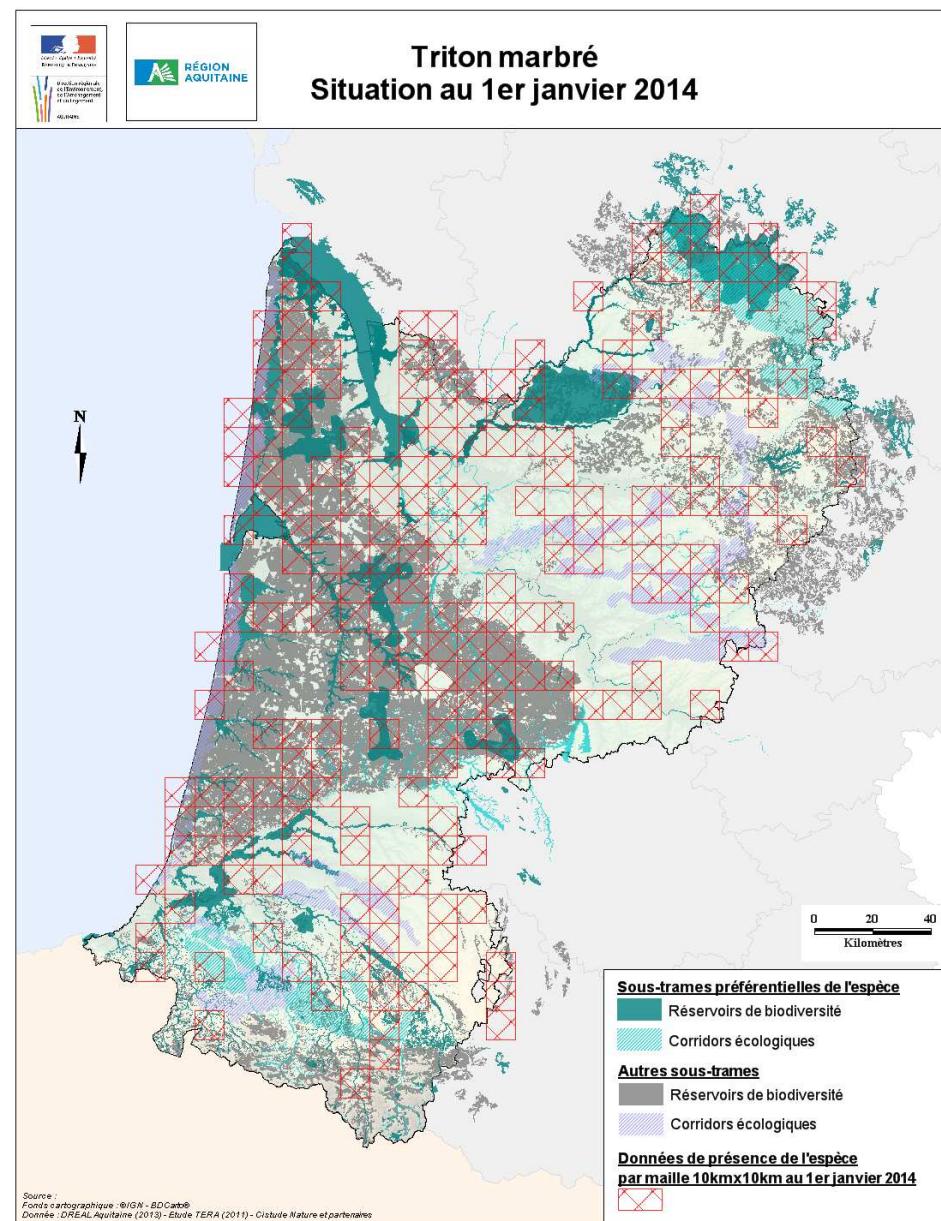 RÉGION
AQUITAINE
Triton marbré
Situation au 1er janvier 2014
AQUITAINE
N
0 20 40
Kilomètres
Sous-trames préférentielles de l'espèce
Réservoirs de biodiversité
Corridors écologiques
Autres sous-trames
Réservoirs de biodiversité
Corridors écologiques
Données de présence de l'espèce
par maille 10kmx10km au 1er janvier 2014
Source :
Fonds cartographique : ©IGN - BDCarto®
Donnée : DREAL Aquitaine (2013) - Etude TERA (2011) - Cistude Nature et partenaires